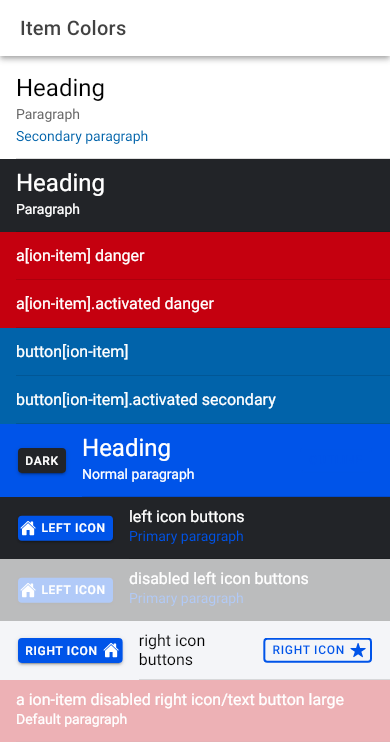 Item Colors
Heading
Paragraph
Secondary paragraph
Heading
Paragraph
a[ion-item] danger
a[ion-item].activated danger
button[ion-item]
button[ion-item].activated secondary
DARK
Heading
Normal paragraph
LEFT ICON
left icon buttons
Primary paragraph
LEFT ICON
disabled left icon buttons
Primary paragraph
RIGHT ICON
right icon
buttons
RIGHT ICON
a ion-item disabled right icon/text button large
Default paragraph